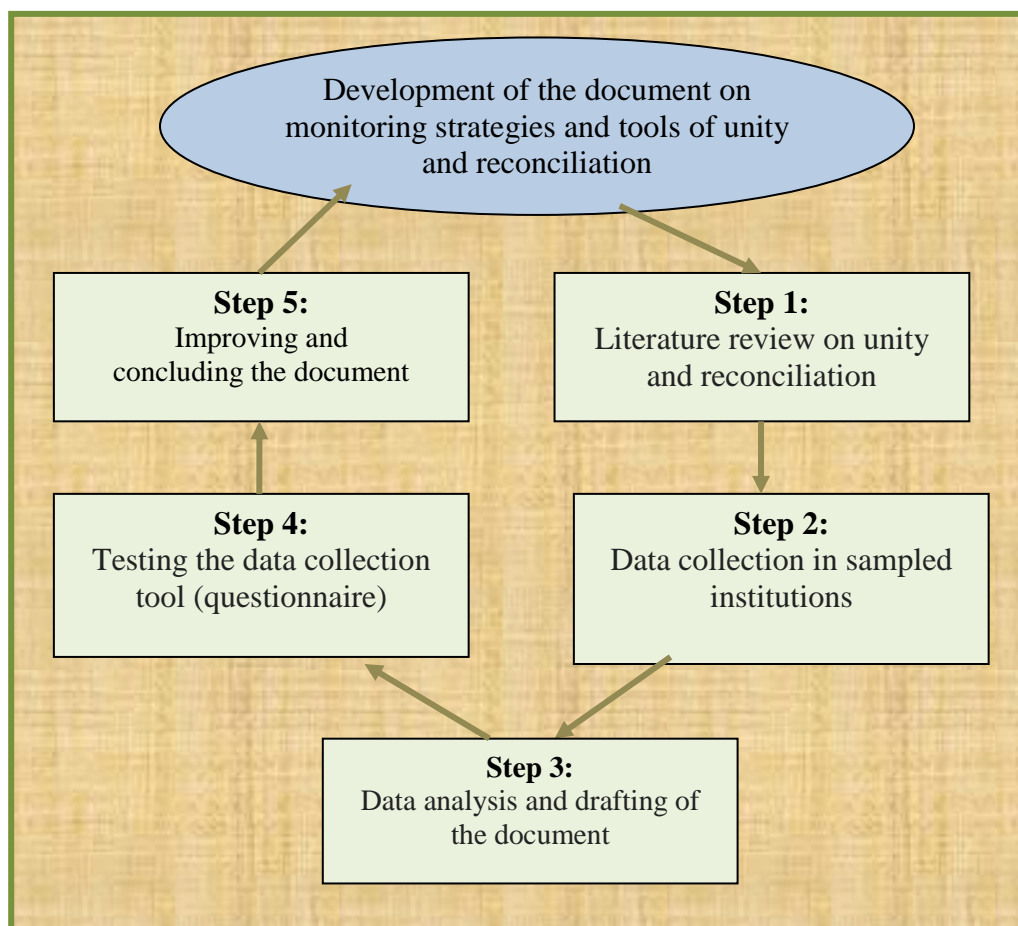 Development of the document on
monitoring strategies and tools of unity
and reconciliation
Step 1:
Literature review on unity
and reconciliation
Step 2:
Data collection in sampled
institutions
Step 3:
Data analysis and drafting of
the document
Step 4:
Testing the data collection
tool (questionnaire)
Step 5:
Improving and
concluding the document